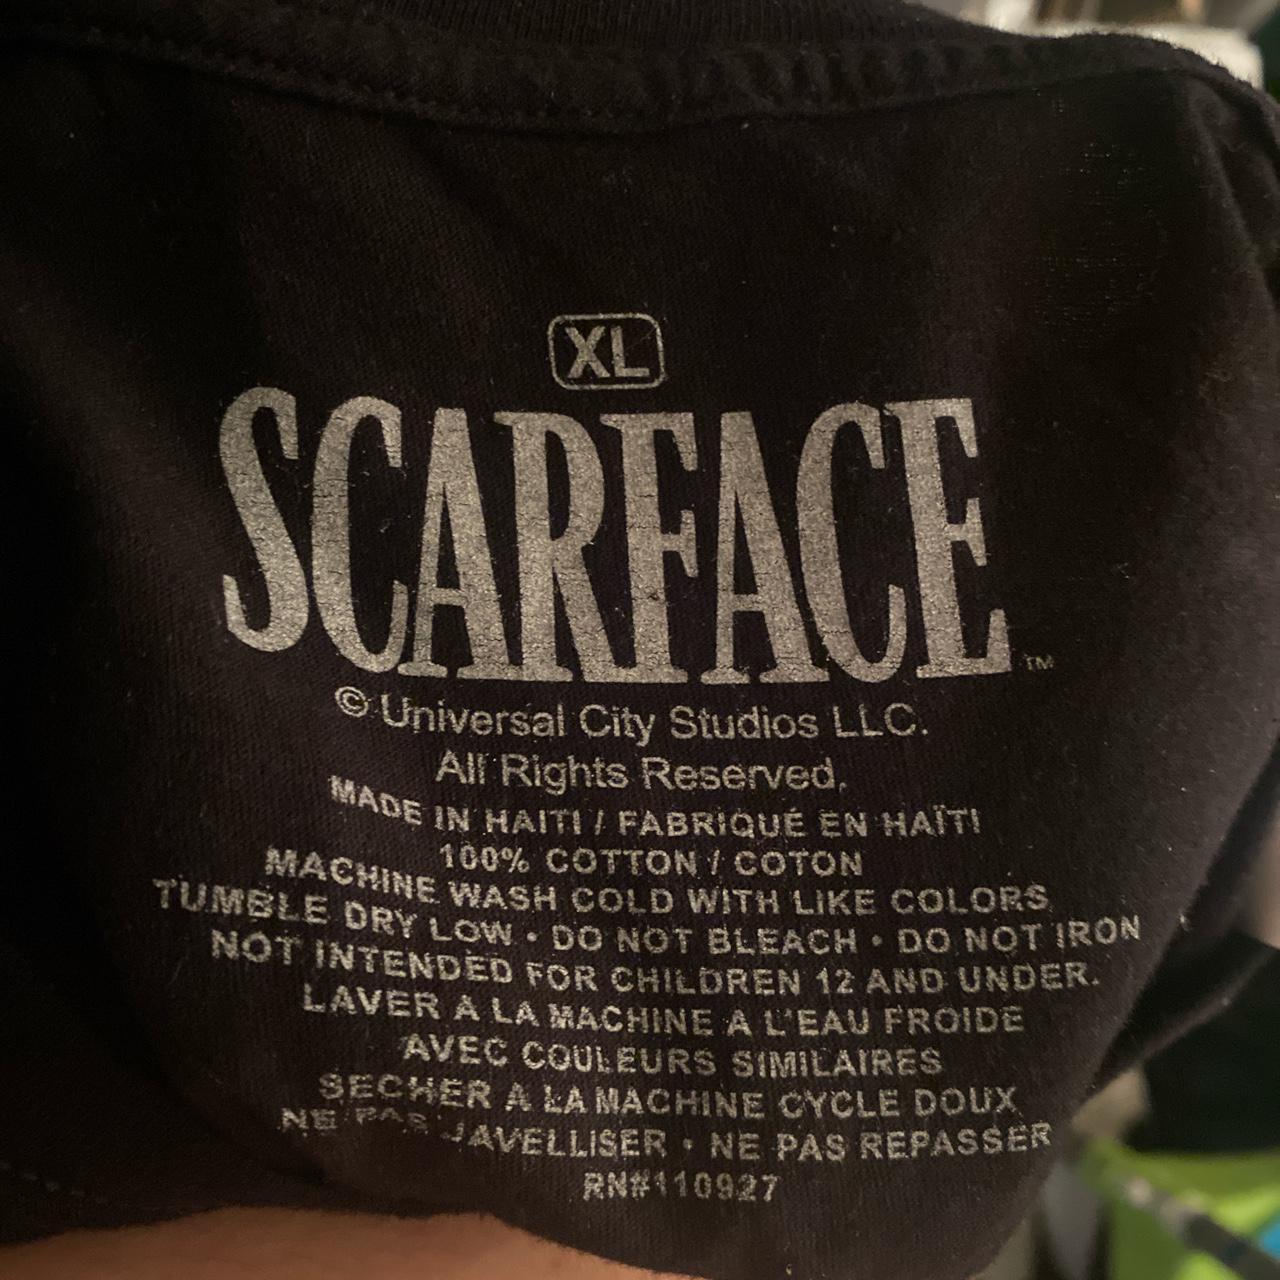 XL
SCARFACE™
© Universal City Studios LLC.
All Rights Reserved.
MADE IN HAITI / FABRIQUÉ EN HAÏTI
100% COTTON / COTON
MACHINE WASH COLD WITH LIKE COLORS
TUMBLE DRY LOW • DO NOT BLEACH • DO NOT IRON
NOT INTENDED FOR CHILDREN 12 AND UNDER.
LAVER A LA MACHINE A L'EAU FROIDE
AVEC COULEURS SIMILAIRES
SECHER A LA MACHINE CYCLE DOUX
NE PAS JAVELLISER • NE PAS REPASSER
RN#110927